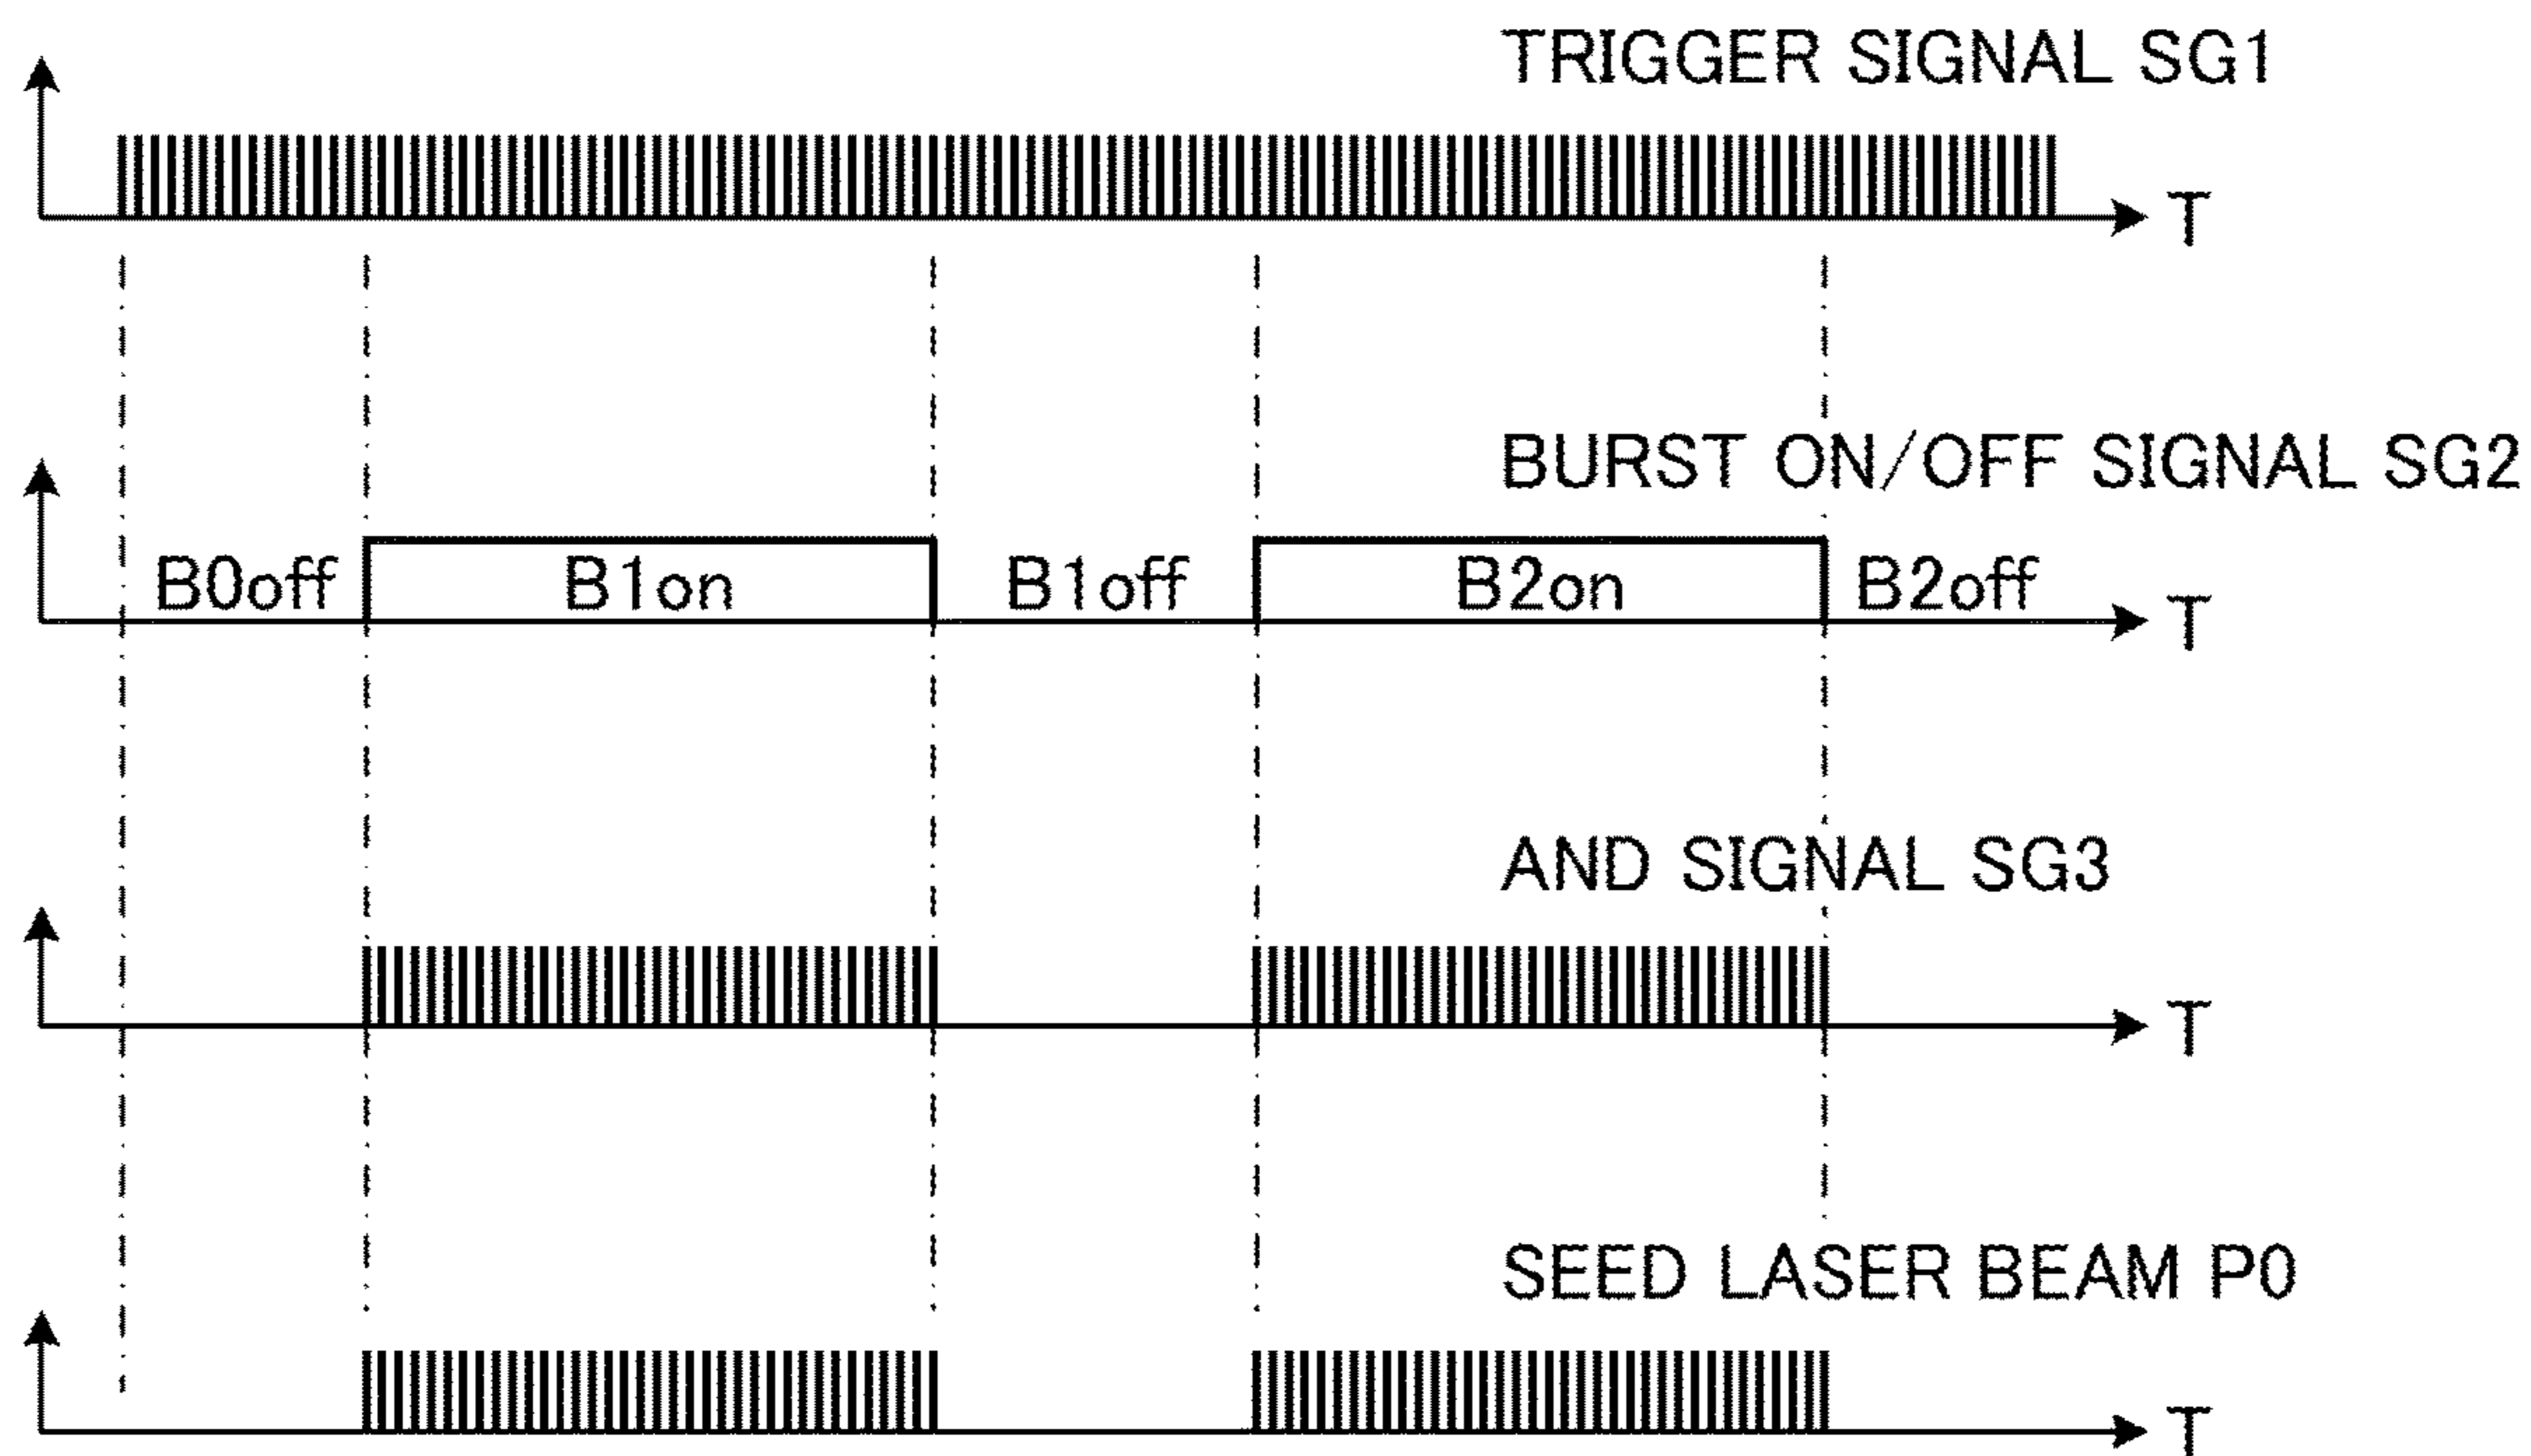 TRIGGER SIGNAL SG1
T
BURST ON/OFF SIGNAL SG2
B0off B1on B1off B2on B2off
T
AND SIGNAL SG3
T
SEED LASER BEAM P0
T